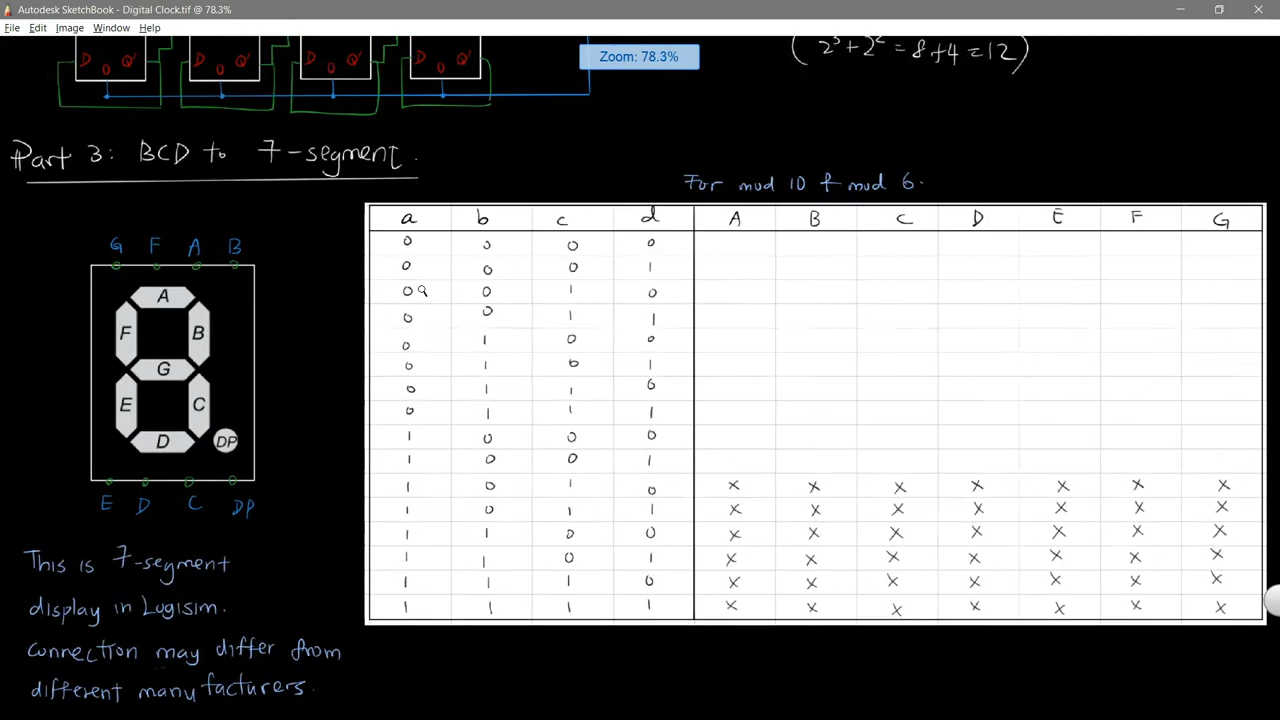 Autodesk SketchBook - Digital Clock.tif @ 78.3%
File Edit Image Window Help
D 0 Q' D 0 Q' D 0 Q' D 0 Q'
Zoom: 78.3%
(2³+2² = 8+4 = 12)
Part 3: BCD to 7-segment.
For mod 10 & mod 6.
G F A B
A
F B
G
E C
D DP
E D C DP
This is 7-segment
display in Logisim.
connection may differ from
different manufacturers.
a b c d A B C D E F G
0 0 0 0
0 0 0 1
0 0 1 0
0 0 1 1
0 1 0 0
0 1 0 1
0 1 1 0
0 1 1 1
1 0 0 0
1 0 0 1
1 0 1 0 x x x x x x x
1 0 1 1 x x x x x x x
1 1 0 0 x x x x x x x
1 1 0 1 x x x x x x x
1 1 1 0 x x x x x x x
1 1 1 1 x x x x x x x